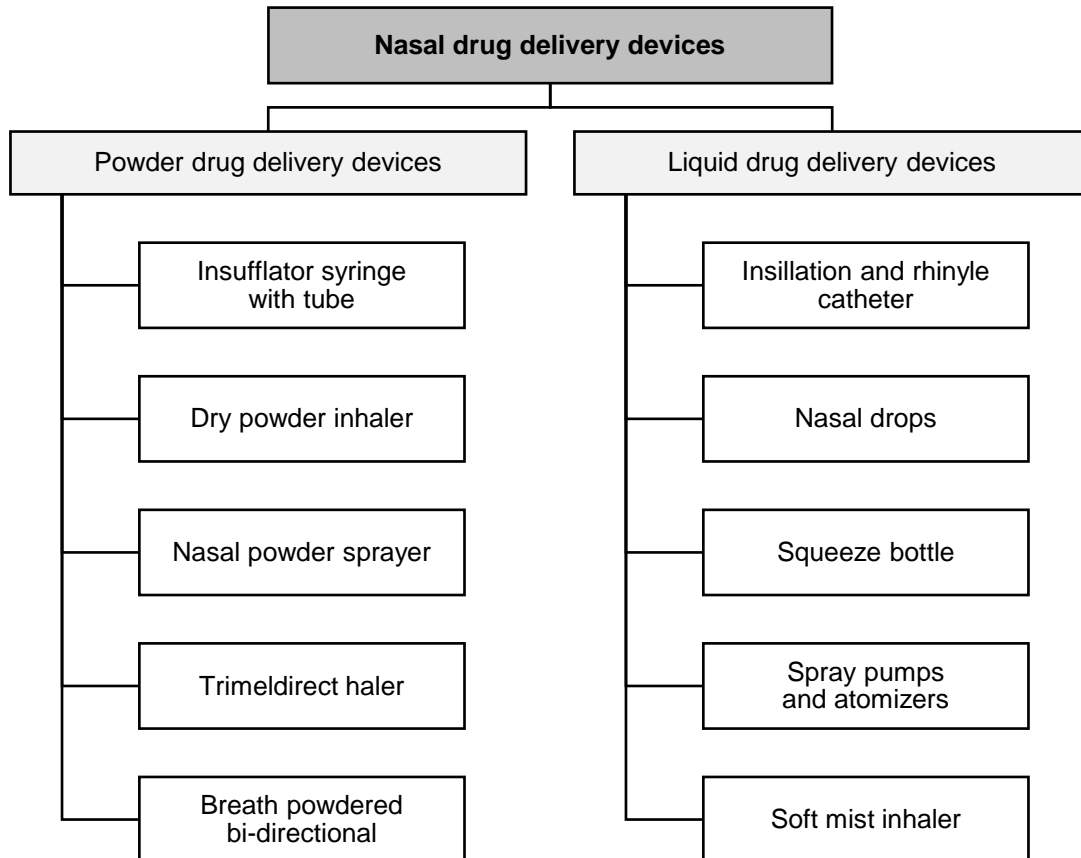 Nasal drug delivery devices
Powder drug delivery devices
Insufflator syringe
with tube
Dry powder inhaler
Nasal powder sprayer
Trimeldirect haler
Breath powdered
bi-directional
Liquid drug delivery devices
Insillation and rhinyle
catheter
Nasal drops
Squeeze bottle
Spray pumps
and atomizers
Soft mist inhaler